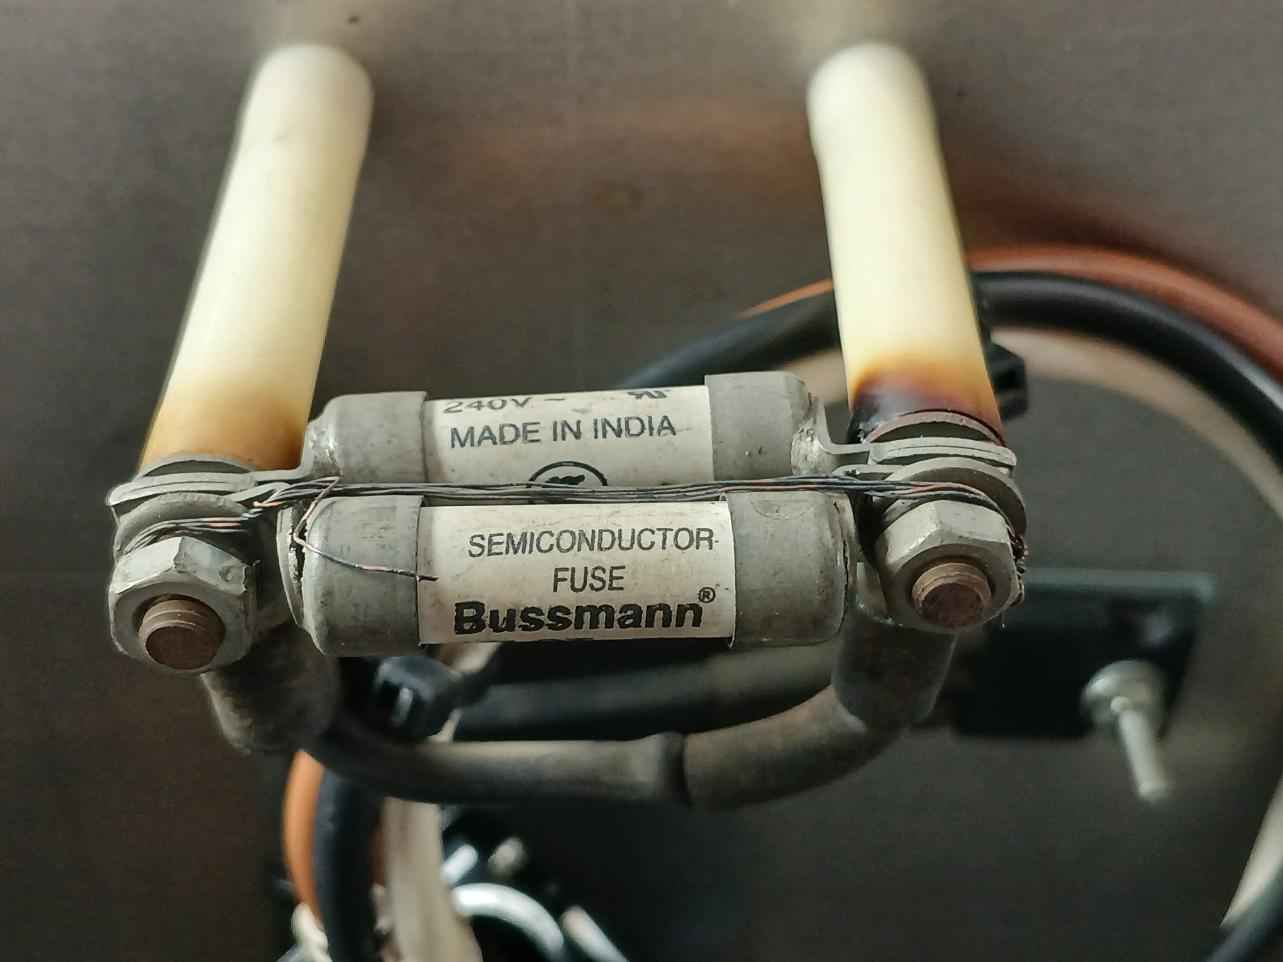 240V ~
MADE IN INDIA
SEMICONDUCTOR
FUSE
Bussmann®